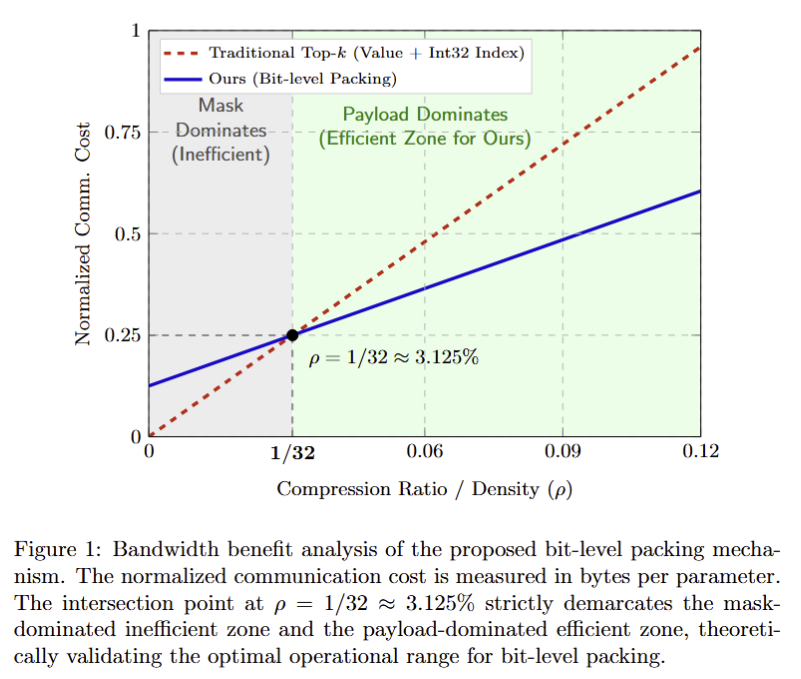 1
Traditional Top-k (Value + Int32 Index)
Ours (Bit-level Packing)
Mask
Dominates
(Inefficient)
Payload Dominates
(Efficient Zone for Ours)
0.75
0.5
0.25
0
Normalized Comm. Cost
ρ = 1/32 ≈ 3.125%
0
1/32
0.06
0.09
0.12
Compression Ratio / Density (ρ)
Figure 1: Bandwidth benefit analysis of the proposed bit-level packing mecha-
nism. The normalized communication cost is measured in bytes per parameter.
The intersection point at ρ = 1/32 ≈ 3.125% strictly demarcates the mask-
dominated inefficient zone and the payload-dominated efficient zone, theoreti-
cally validating the optimal operational range for bit-level packing.